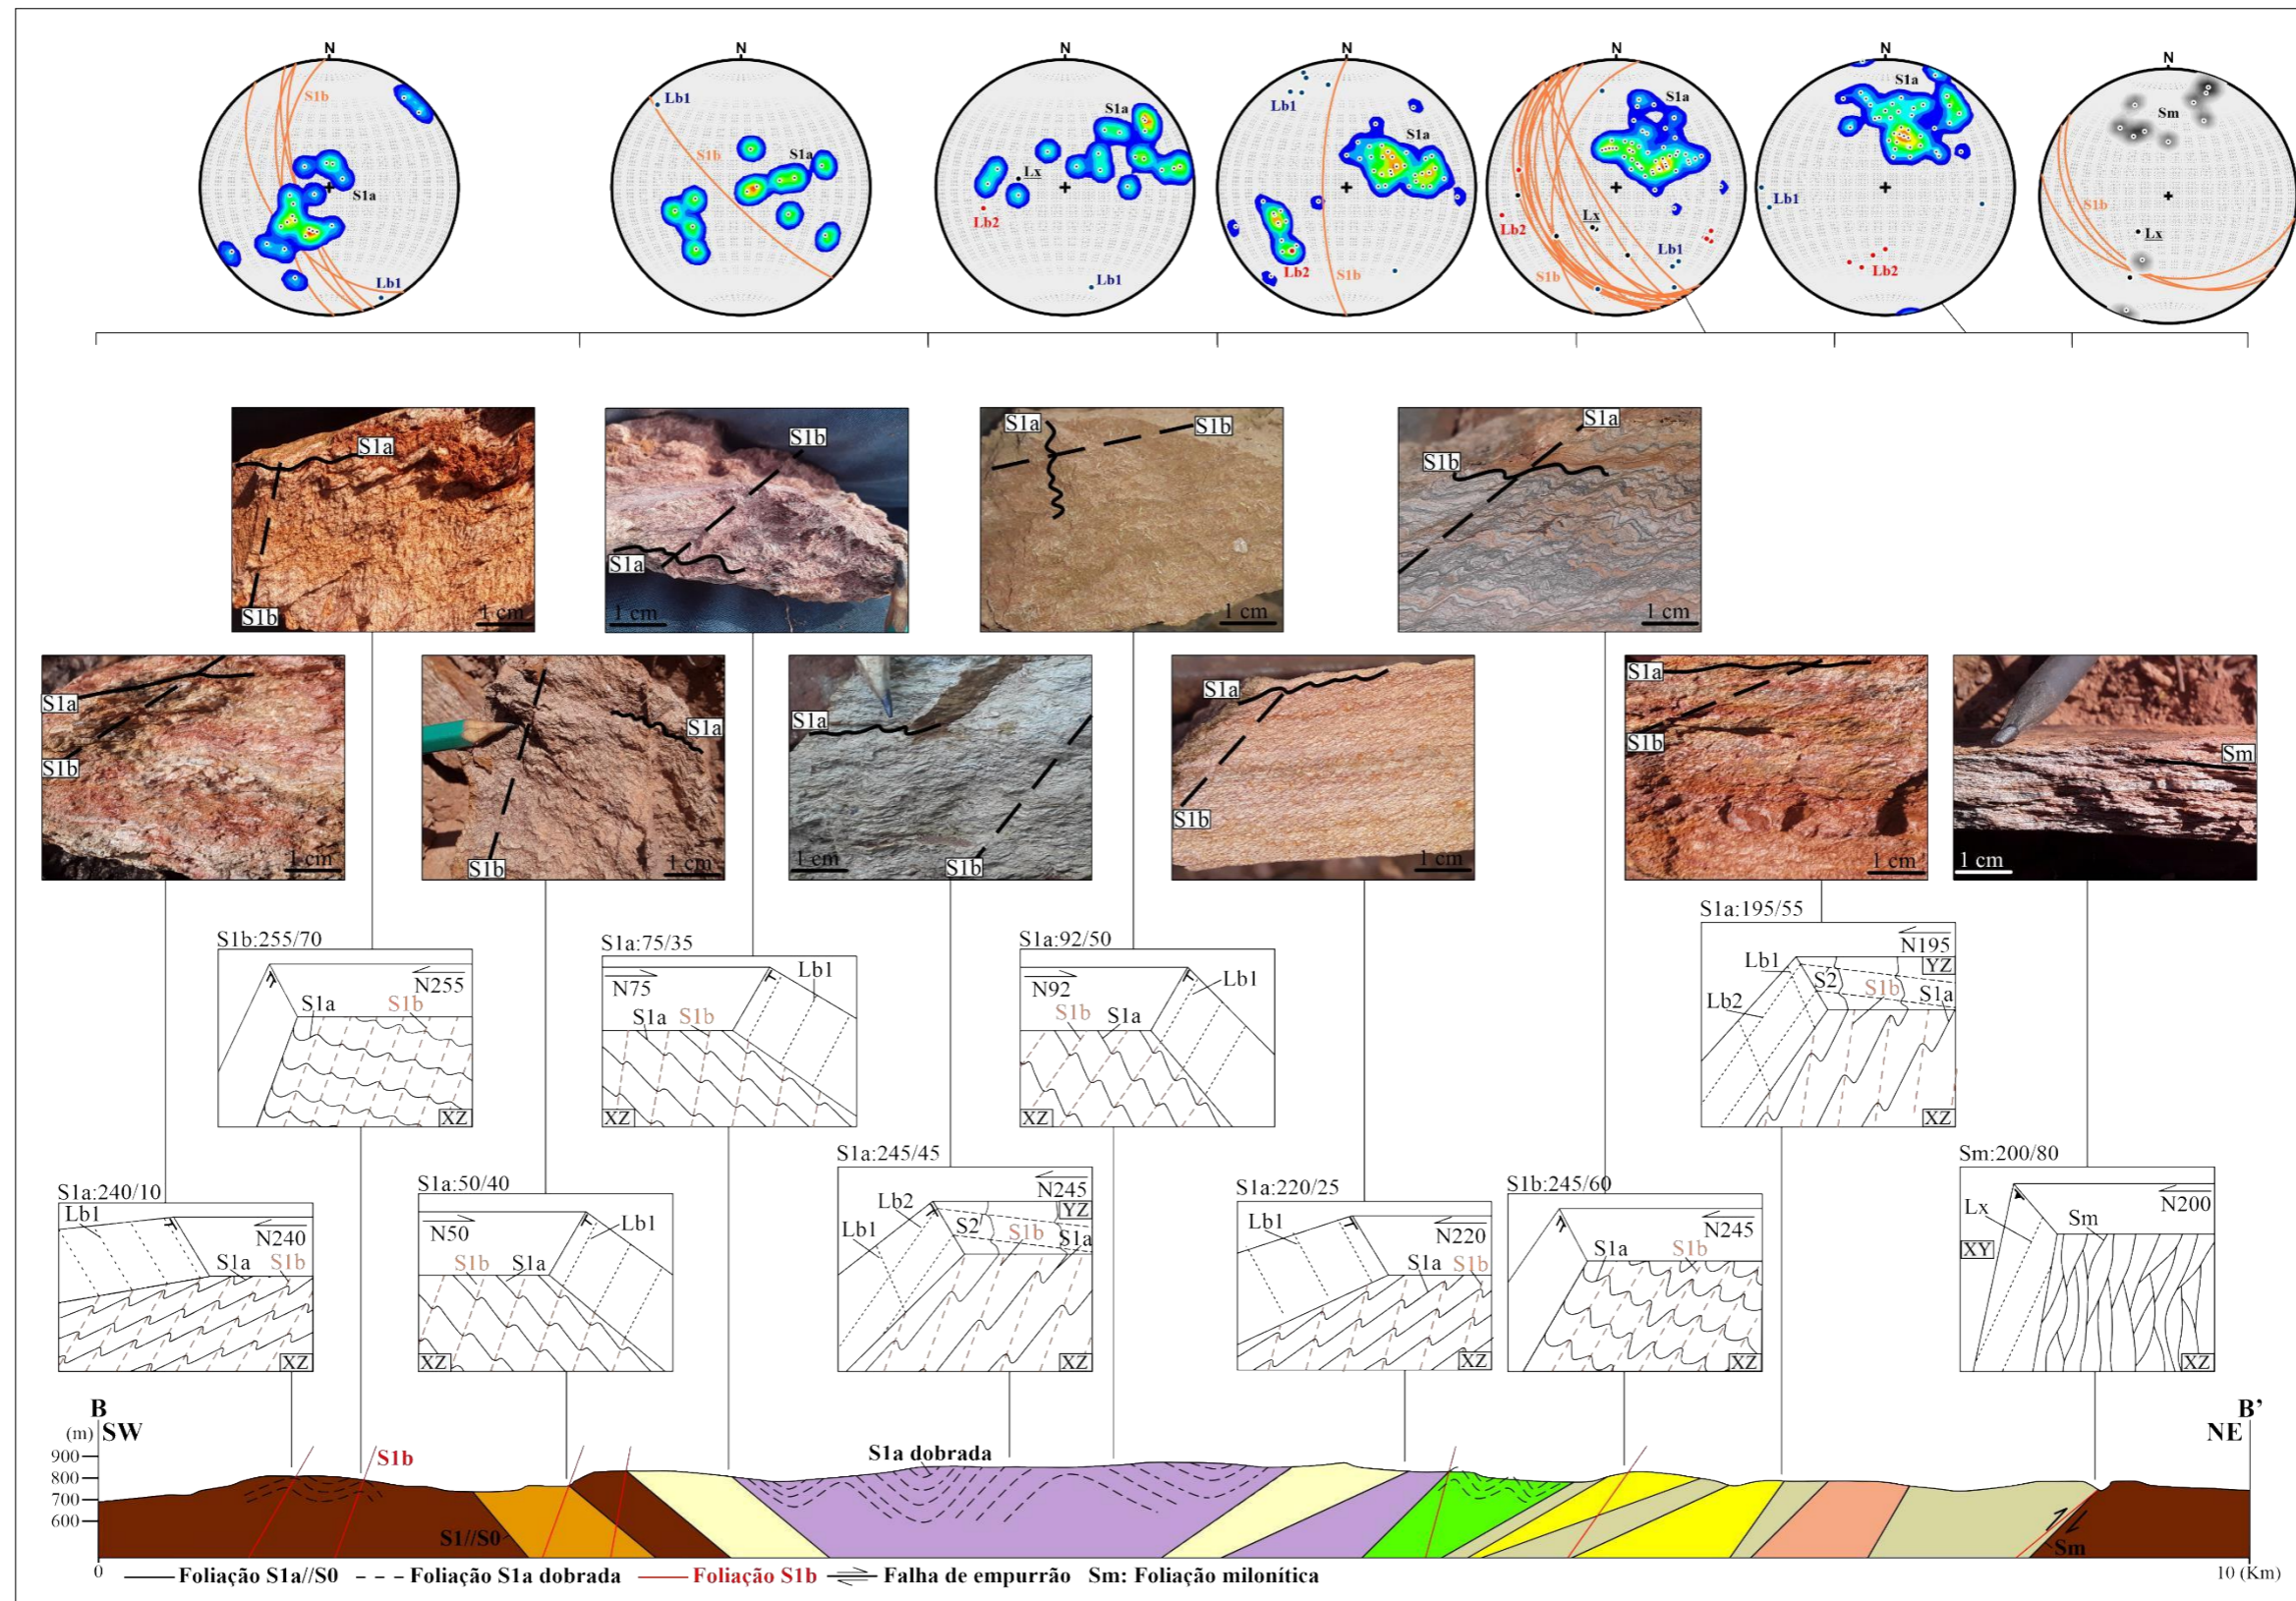 N N N N N N N
S1b
S1a
Lb1
Lb1
S1b
S1a
S1a
Lx
Lb2
Lb1
Lb1
S1a
Lb2
S1b
S1a
Lb2
Lx
S1b
Lb1
S1a
Lb1
Lb2
Sm
S1b
Lx
S1a
S1b
1 cm
S1b
S1a
1 cm
S1a
S1b
1 cm
S1a
S1b
1 cm
S1a
S1b
1 cm
S1a
S1b
1 cm
S1a
S1b
1 cm
S1a
S1b
1 cm
S1a
S1b
1 cm
Sm
1 cm
S1b:255/70
N255
S1a S1b
XZ
S1a:75/35
N75
Lb1
S1a S1b
XZ
S1a:92/50
N92
Lb1
S1b S1a
XZ
S1a:195/55
N195
YZ
Lb1
S2
S1b
S1a
Lb2
XZ
S1a:240/10
Lb1
N240
S1a S1b
XZ
S1a:50/40
N50
Lb1
S1b S1a
XZ
S1a:245/45
N245
YZ
Lb2
Lb1
S2
S1b
S1a
XZ
S1a:220/25
Lb1
N220
S1a S1b
XZ
S1b:245/60
N245
S1a S1b
XZ
Sm:200/80
N200
Lx
Sm
XY
XZ
B
SW
(m)
900
800
700
600
S1b
S1a dobrada
S1//S0
Sm
B’
NE
0
10 (Km)
Foliação S1a//S0 Foliação S1a dobrada Foliação S1b Falha de empurrão Sm: Foliação milonítica